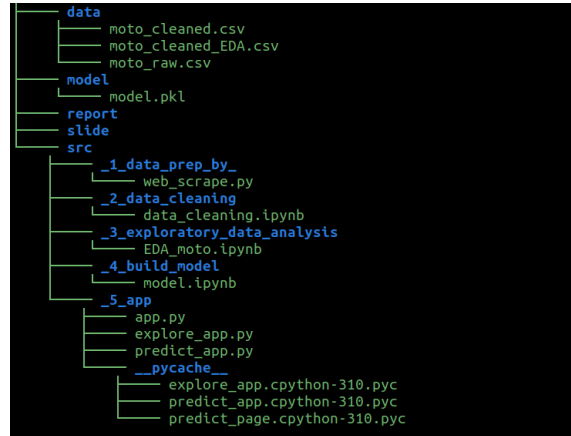 data
moto_cleaned.csv
moto_cleaned_EDA.csv
moto_raw.csv
model
model.pkl
report
slide
src
_1_data_prep_by_
web_scrape.py
_2_data_cleaning
data_cleaning.ipynb
_3_exploratory_data_analysis
EDA_moto.ipynb
_4_build_model
model.ipynb
_5_app
app.py
explore_app.py
predict_app.py
__pycache__
explore_app.cpython-310.pyc
predict_app.cpython-310.pyc
predict_page.cpython-310.pyc